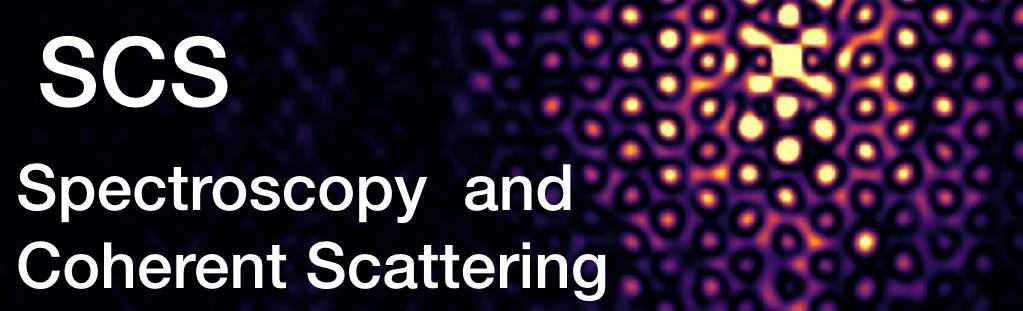 SCS
Spectroscopy and
Coherent Scattering